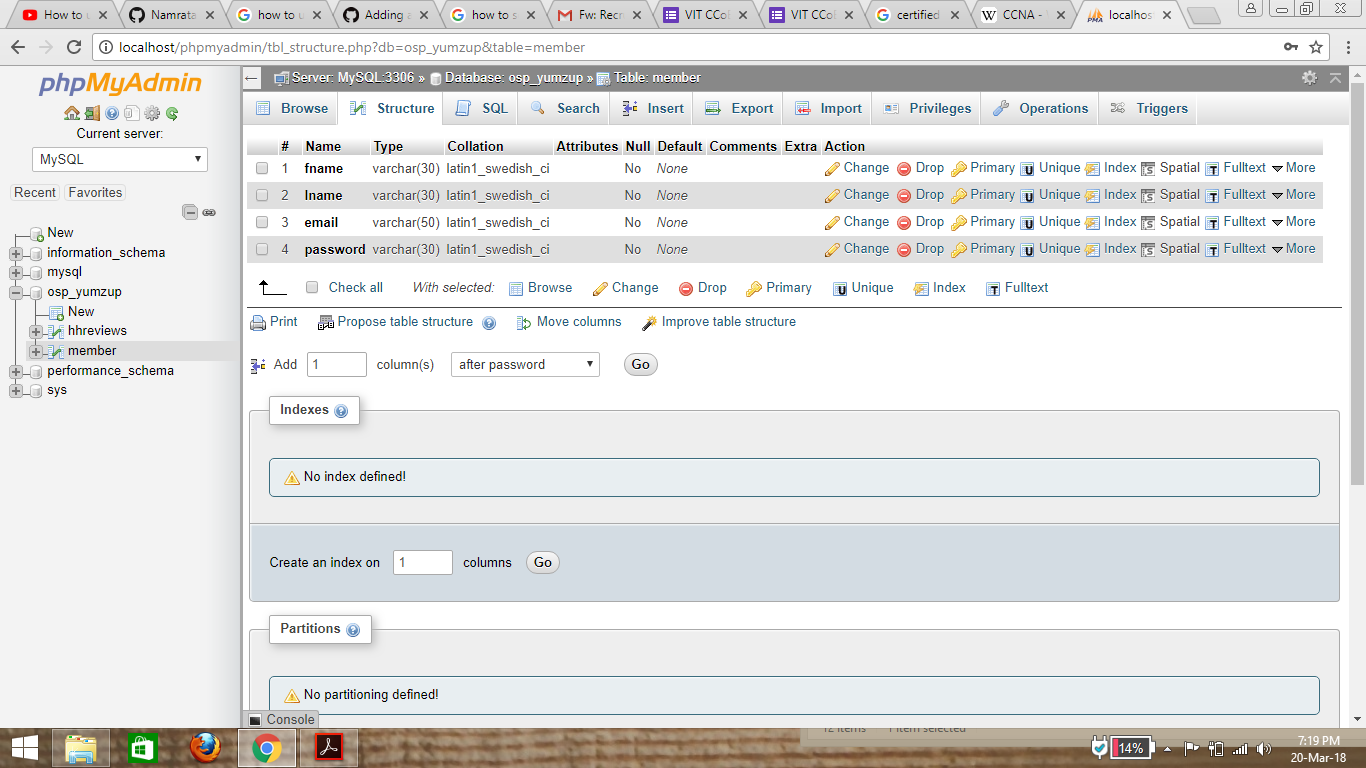 How to u
Namrata
how to u
Adding a
how to s
Fw: Recr
VIT CCol
VIT CCol
certified
CCNA -
localhos
localhost/phpmyadmin/tbl_structure.php?db=osp_yumzup&table=member
phpMyAdmin
Current server:
MySQL
Recent Favorites
New
information_schema
mysql
osp_yumzup
New
hhreviews
member
performance_schema
sys
Server: MySQL:3306 » Database: osp_yumzup » Table: member
Browse Structure SQL Search Insert Export Import Privileges Operations Triggers
# Name Type Collation Attributes Null Default Comments Extra Action
1 fname varchar(30) latin1_swedish_ci No None Change Drop Primary Unique Index Spatial Fulltext More
2 lname varchar(30) latin1_swedish_ci No None Change Drop Primary Unique Index Spatial Fulltext More
3 email varchar(50) latin1_swedish_ci No None Change Drop Primary Unique Index Spatial Fulltext More
4 password varchar(30) latin1_swedish_ci No None Change Drop Primary Unique Index Spatial Fulltext More
Check all With selected: Browse Change Drop Primary Unique Index Fulltext
Print Propose table structure Move columns Improve table structure
Add 1 column(s) after password Go
Indexes
No index defined!
Create an index on 1 columns Go
Partitions
No partitioning defined!
Console
12 items 1 item selected
14%
7:19 PM
20-Mar-18